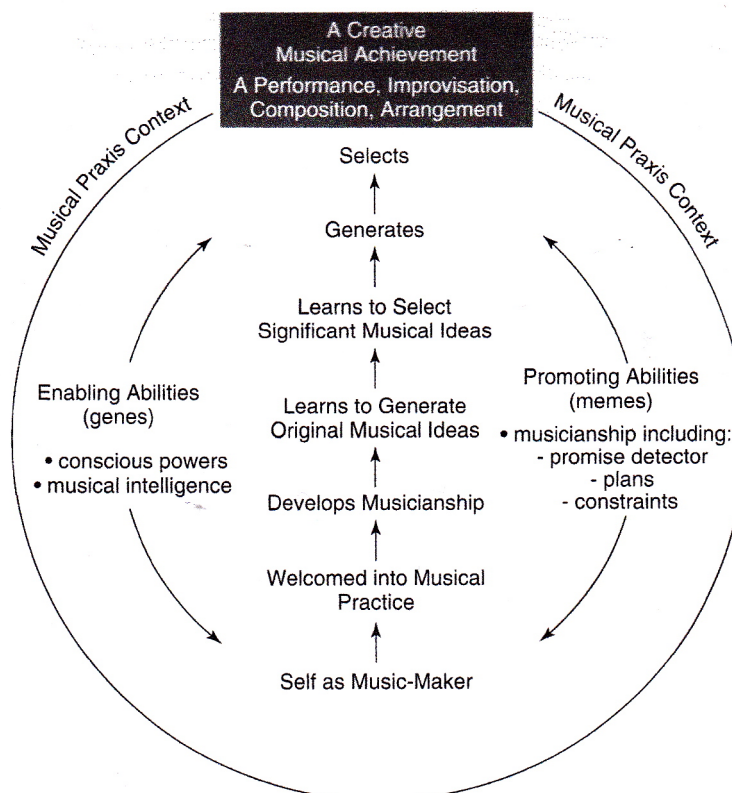 A Creative
Musical Achievement
A Performance, Improvisation,
Composition, Arrangement
Musical Praxis Context
Musical Praxis Context
Selects
Generates
Learns to Select
Significant Musical Ideas
Enabling Abilities
(genes)
• conscious powers
• musical intelligence
Learns to Generate
Original Musical Ideas
Promoting Abilities
(memes)
• musicianship including:
- promise detector
- plans
- constraints
Develops Musicianship
Welcomed into Musical
Practice
Self as Music-Maker